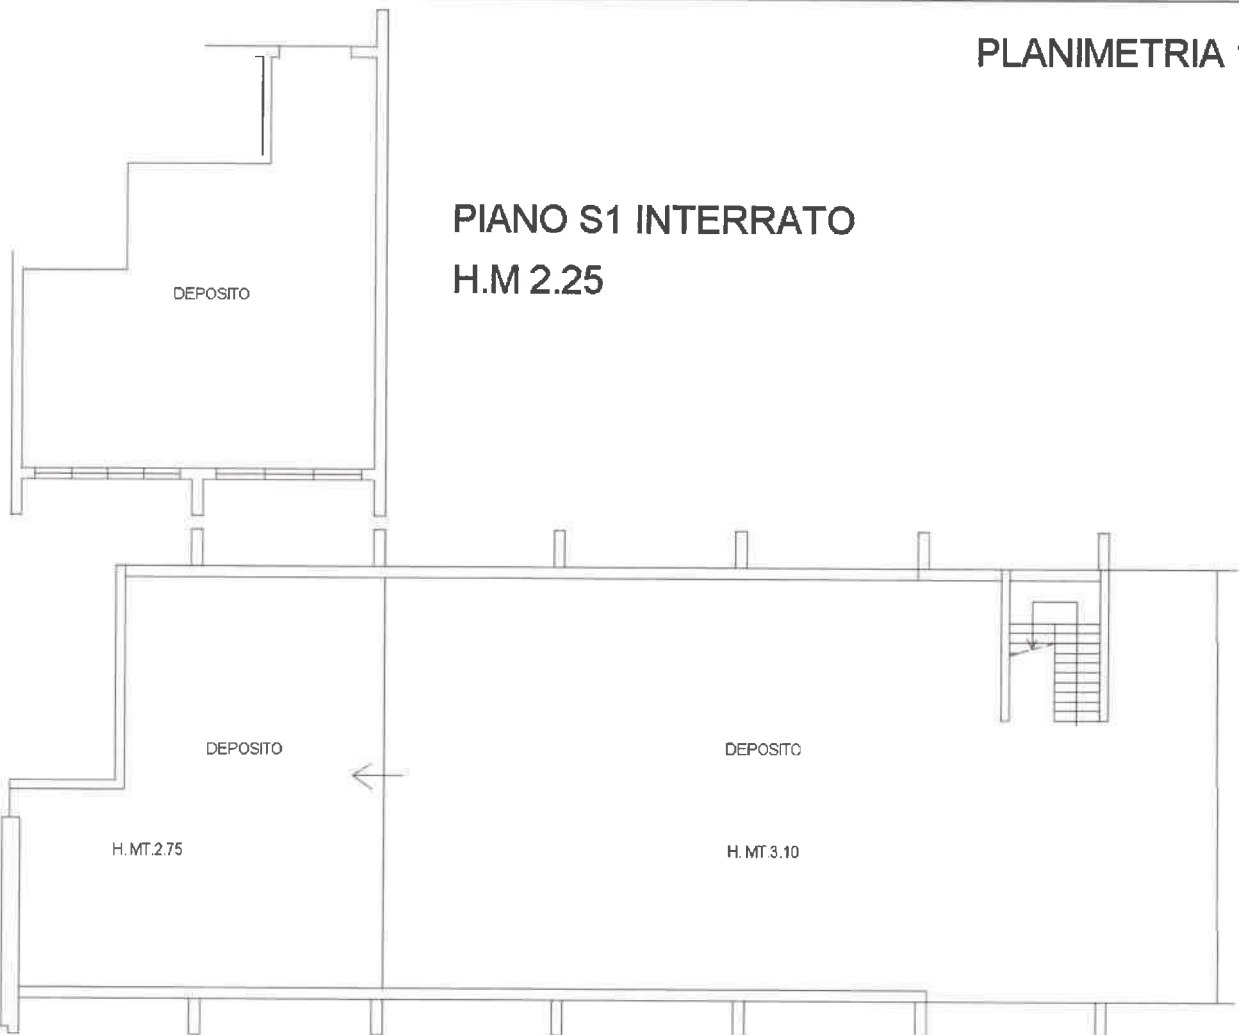 PLANIMETRIA
PIANO S1 INTERRATO
H.M 2.25
DEPOSITO
DEPOSITO
DEPOSITO
H. MT.2.75
H. MT.3.10